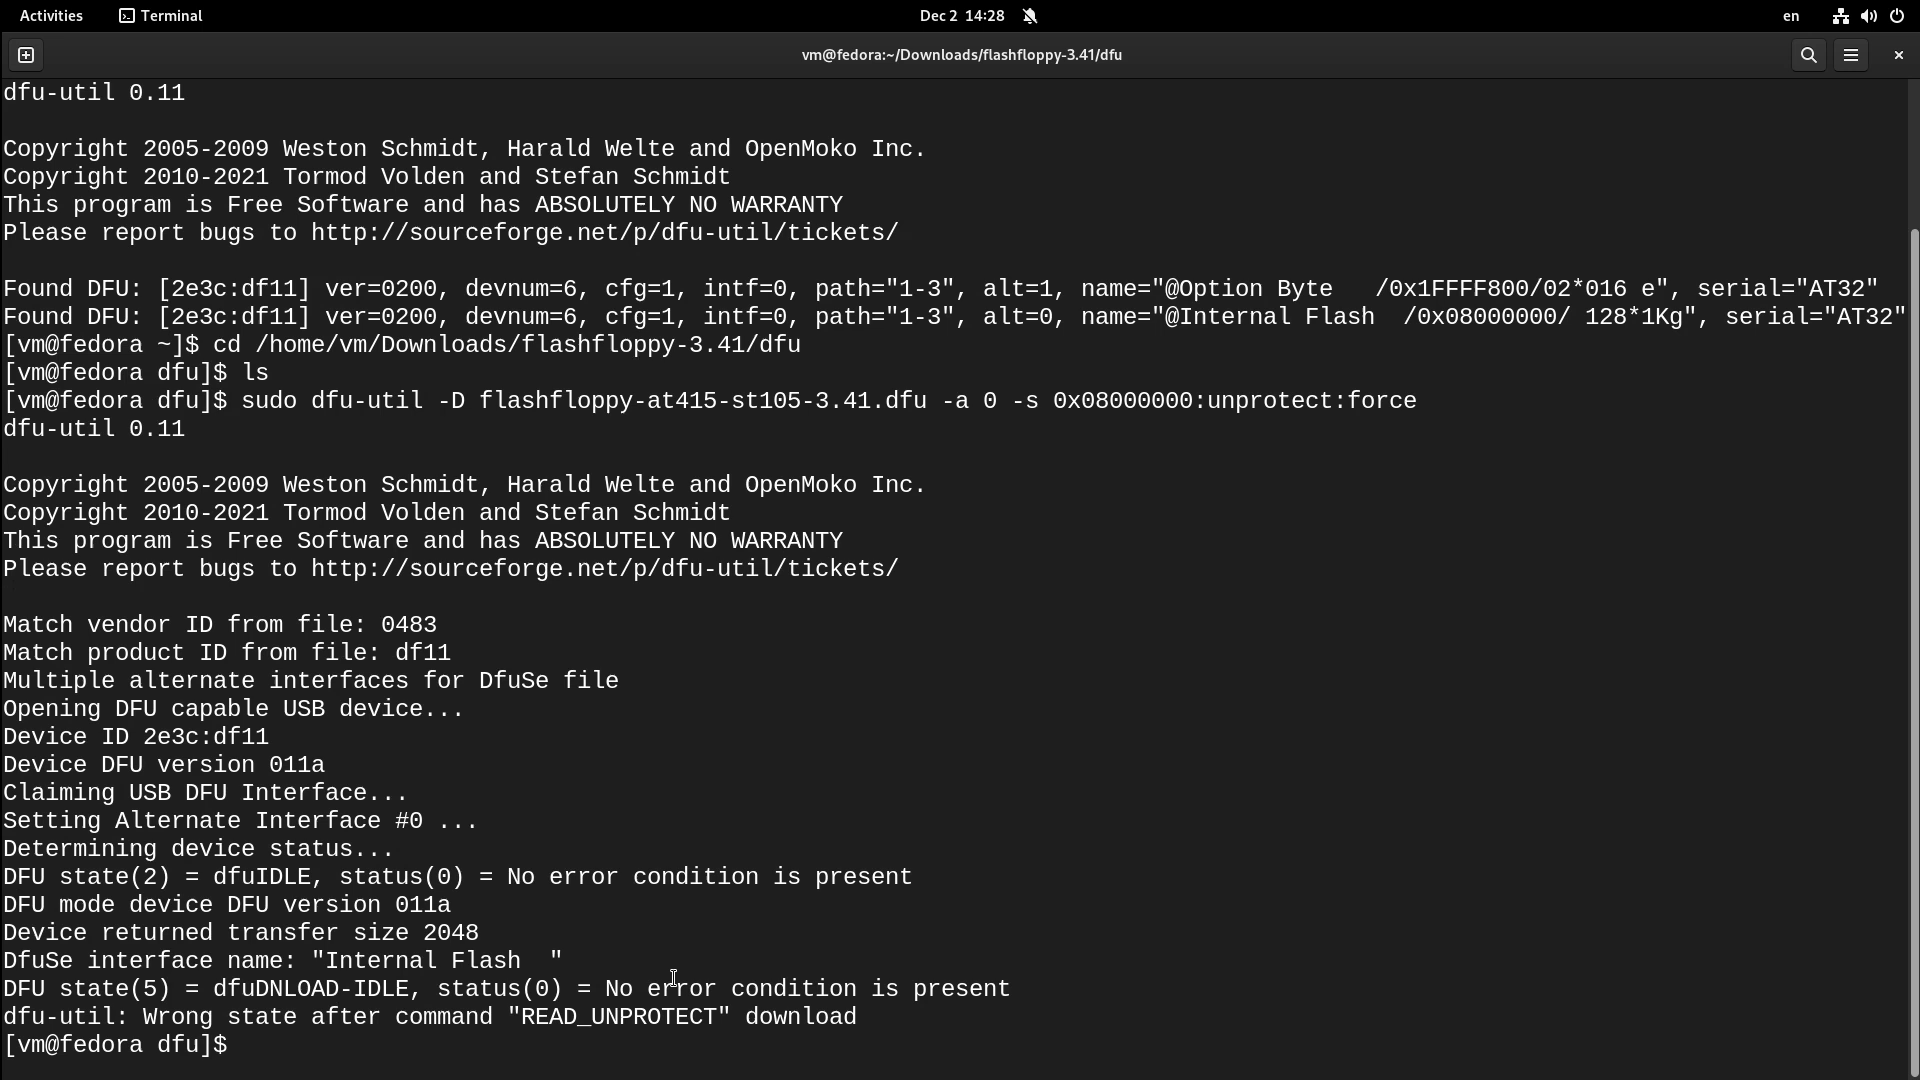 Activities Terminal Dec 2 14:28 en
vm@fedora:~/Downloads/flashfloppy-3.41/dfu
dfu-util 0.11
Copyright 2005-2009 Weston Schmidt, Harald Welte and OpenMoko Inc.
Copyright 2010-2021 Tormod Volden and Stefan Schmidt
This program is Free Software and has ABSOLUTELY NO WARRANTY
Please report bugs to http://sourceforge.net/p/dfu-util/tickets/
Found DFU: [2e3c:df11] ver=0200, devnum=6, cfg=1, intf=0, path="1-3", alt=1, name="@Option Byte   /0x1FFFF800/02*016 e", serial="AT32"
Found DFU: [2e3c:df11] ver=0200, devnum=6, cfg=1, intf=0, path="1-3", alt=0, name="@Internal Flash  /0x08000000/ 128*1Kg", serial="AT32"
[vm@fedora ~]$ cd /home/vm/Downloads/flashfloppy-3.41/dfu
[vm@fedora dfu]$ ls
[vm@fedora dfu]$ sudo dfu-util -D flashfloppy-at415-st105-3.41.dfu -a 0 -s 0x08000000:unprotect:force
dfu-util 0.11
Copyright 2005-2009 Weston Schmidt, Harald Welte and OpenMoko Inc.
Copyright 2010-2021 Tormod Volden and Stefan Schmidt
This program is Free Software and has ABSOLUTELY NO WARRANTY
Please report bugs to http://sourceforge.net/p/dfu-util/tickets/
Match vendor ID from file: 0483
Match product ID from file: df11
Multiple alternate interfaces for DfuSe file
Opening DFU capable USB device...
Device ID 2e3c:df11
Device DFU version 011a
Claiming USB DFU Interface...
Setting Alternate Interface #0 ...
Determining device status...
DFU state(2) = dfuIDLE, status(0) = No error condition is present
DFU mode device DFU version 011a
Device returned transfer size 2048
DfuSe interface name: "Internal Flash  "
DFU state(5) = dfuDNLOAD-IDLE, status(0) = No error condition is present
dfu-util: Wrong state after command "READ_UNPROTECT" download
[vm@fedora dfu]$